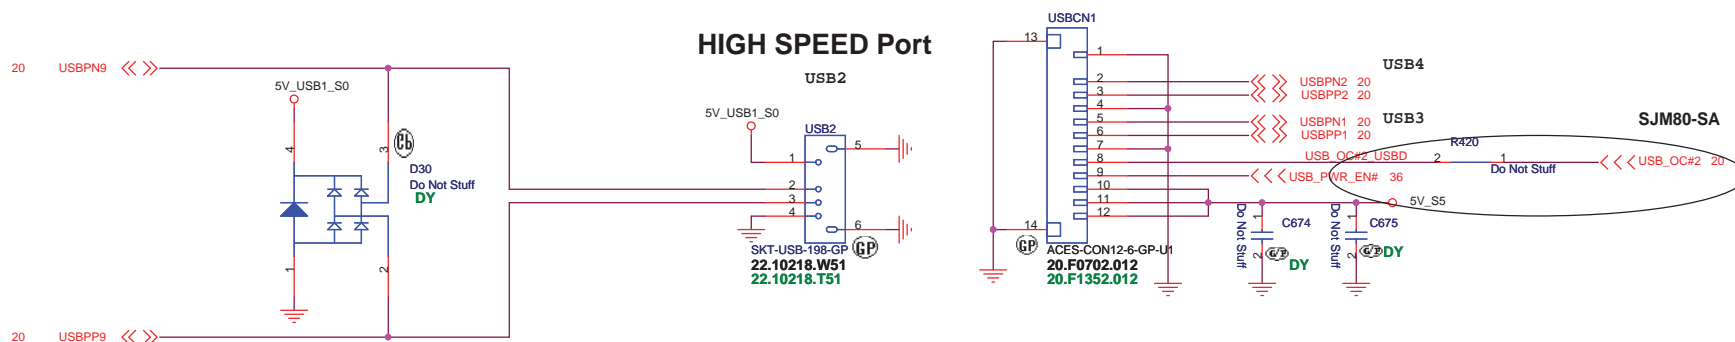 HIGH SPEED Port
20 USBPN9
5V_USB1_S0
4
3
Cb
D30
Do Not Stuff
DY
1
2
20 USBPP9
USB2
5V_USB1_S0
USB2
1
5
2
3
4
6
SKT-USB-198-GP
GP
22.10218.W51
22.10218.T51
USBCN1
13
1
USB4
2
USBPN2 20
3
USBPP2 20
4
USB3
5
USBPN1 20
6
USBPP1 20
7
SJM80-SA
R420
8
USB_OC#2_USBD
2
1
USB_OC#2 20
Do Not Stuff
9
USB_PWR_EN# 36
10
11
5V_S5
12
14
GP
ACES-CON12-6-GP-U1
20.F0702.012
20.F1352.012
Do Not Stuff
1
2
C674
G/P
DY
Do Not Stuff
1
2
C675
G/P
DY